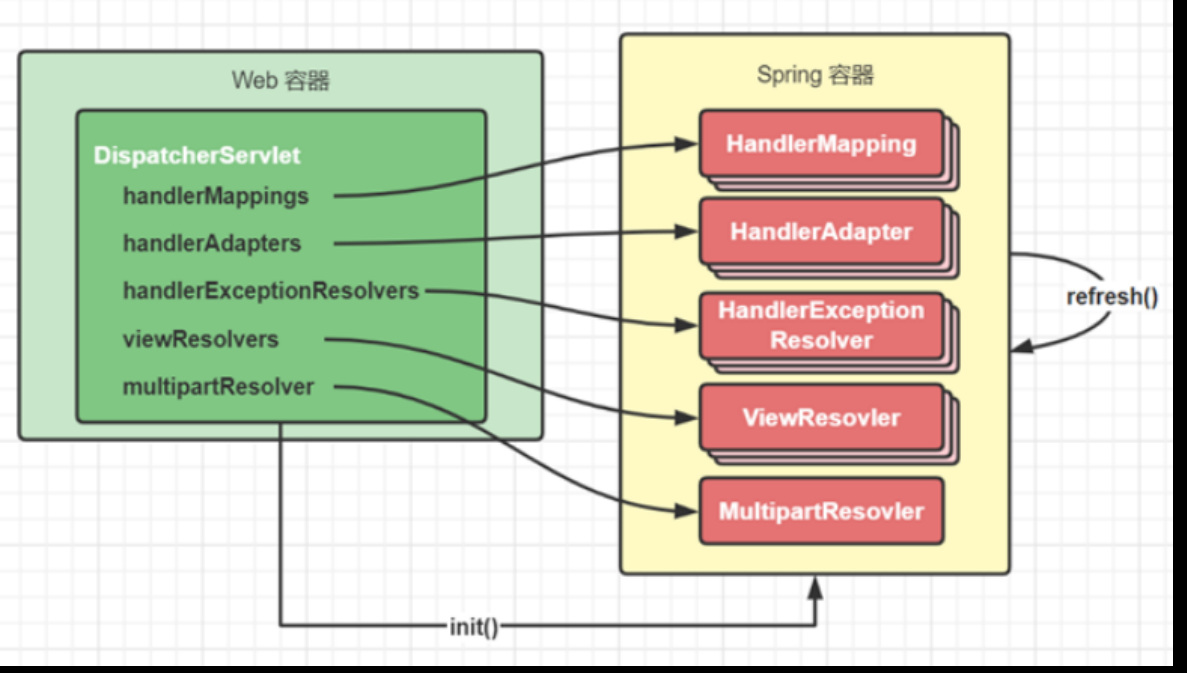 Web 容器
DispatcherServlet
handlerMappings
handlerAdapters
handlerExceptionResolvers
viewResolvers
multipartResolver
Spring 容器
HandlerMapping
HandlerAdapter
HandlerException
Resolver
ViewResovler
MultipartResovler
refresh()
init()